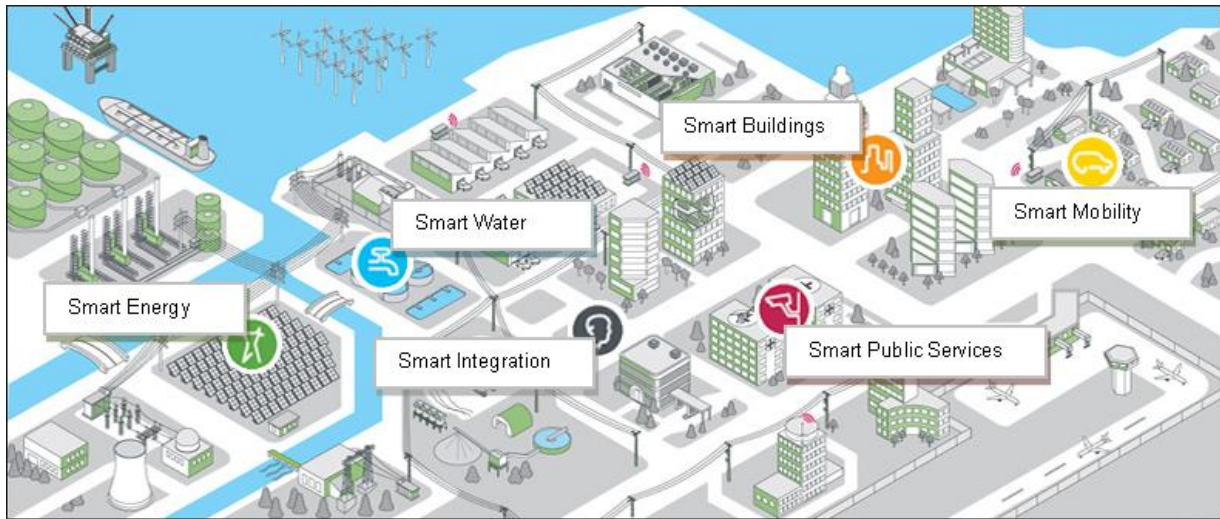 Smart Buildings
Smart Water
Smart Mobility
Smart Energy
Smart Integration
Smart Public Services